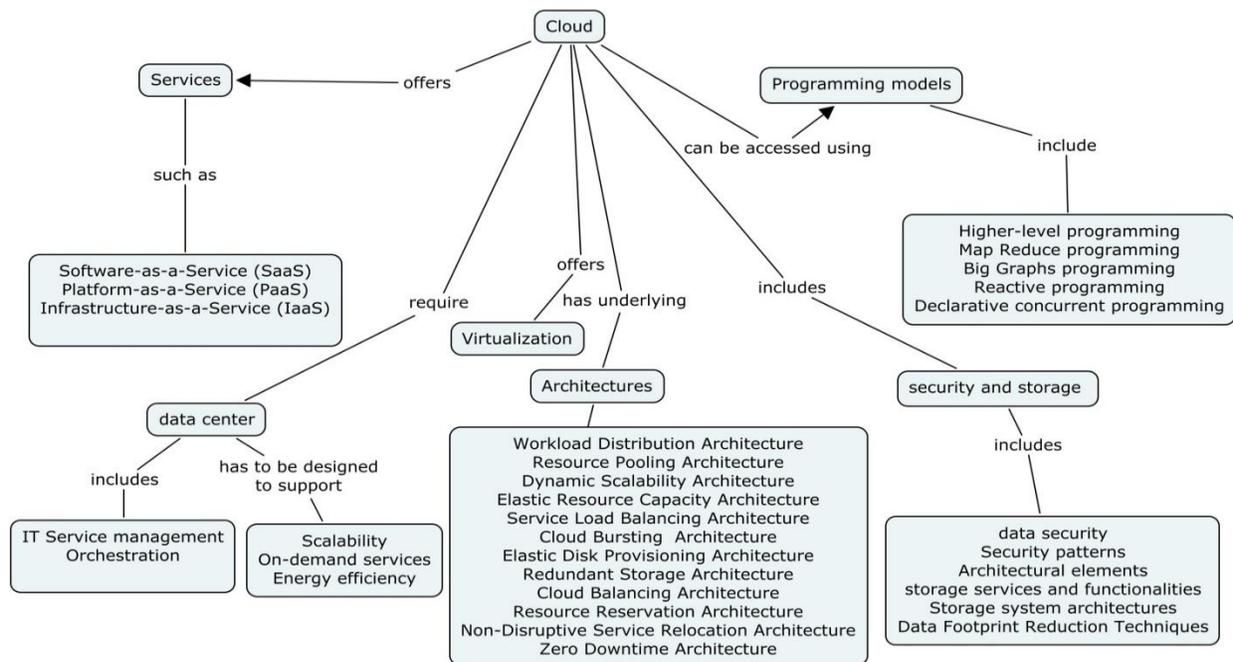 Cloud
Services
offers
Programming models
can be accessed using
include
such as
Higher-level programming
Map Reduce programming
Big Graphs programming
Reactive programming
Declarative concurrent programming
Software-as-a-Service (SaaS)
Platform-as-a-Service (PaaS)
Infrastructure-as-a-Service (IaaS)
offers
require
has underlying
includes
Virtualization
Architectures
security and storage
data center
includes
has to be designed
to support
includes
IT Service management
Orchestration
Scalability
On-demand services
Energy efficiency
Workload Distribution Architecture
Resource Pooling Architecture
Dynamic Scalability Architecture
Elastic Resource Capacity Architecture
Service Load Balancing Architecture
Cloud Bursting  Architecture
Elastic Disk Provisioning Architecture
Redundant Storage Architecture
Cloud Balancing Architecture
Resource Reservation Architecture
Non-Disruptive Service Relocation Architecture
Zero Downtime Architecture
data security
Security patterns
Architectural elements
storage services and functionalities
Storage system architectures
Data Footprint Reduction Techniques